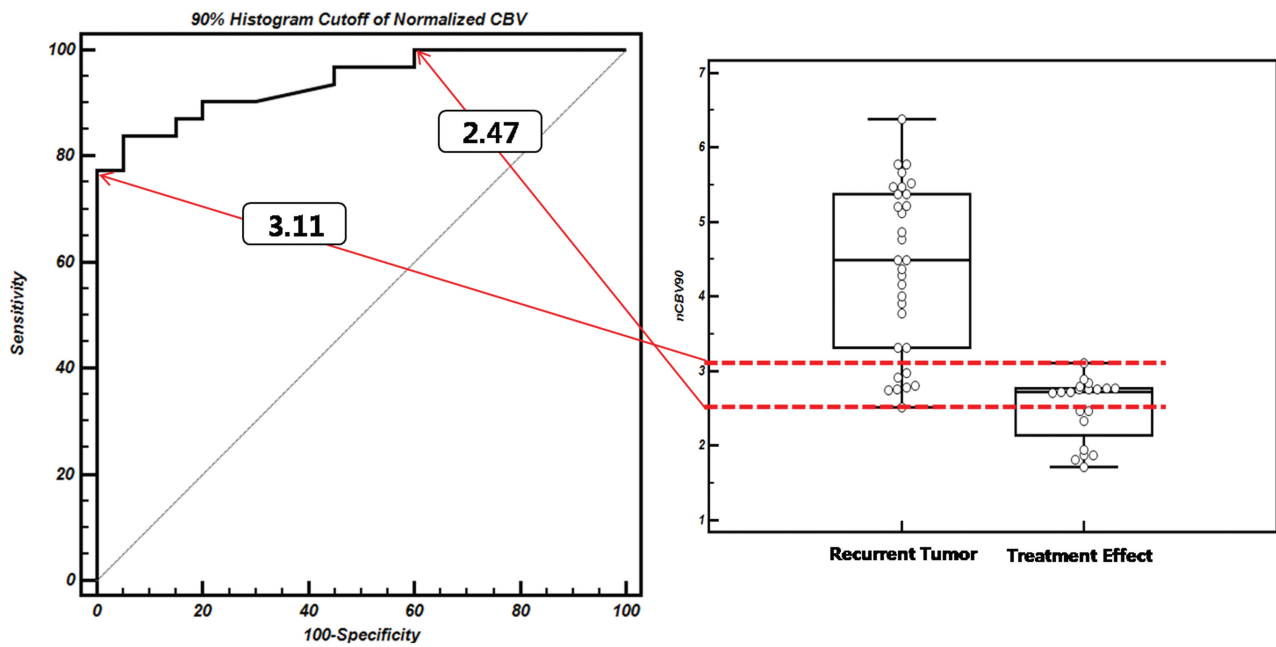 90% Histogram Cutoff of Normalized CBV
Sensitivity
100
80
60
40
20
0
0 20 40 60 80 100
100-Specificity
2.47
3.11
nCBV90
7
6
5
4
3
2
1
Recurrent Tumor Treatment Effect